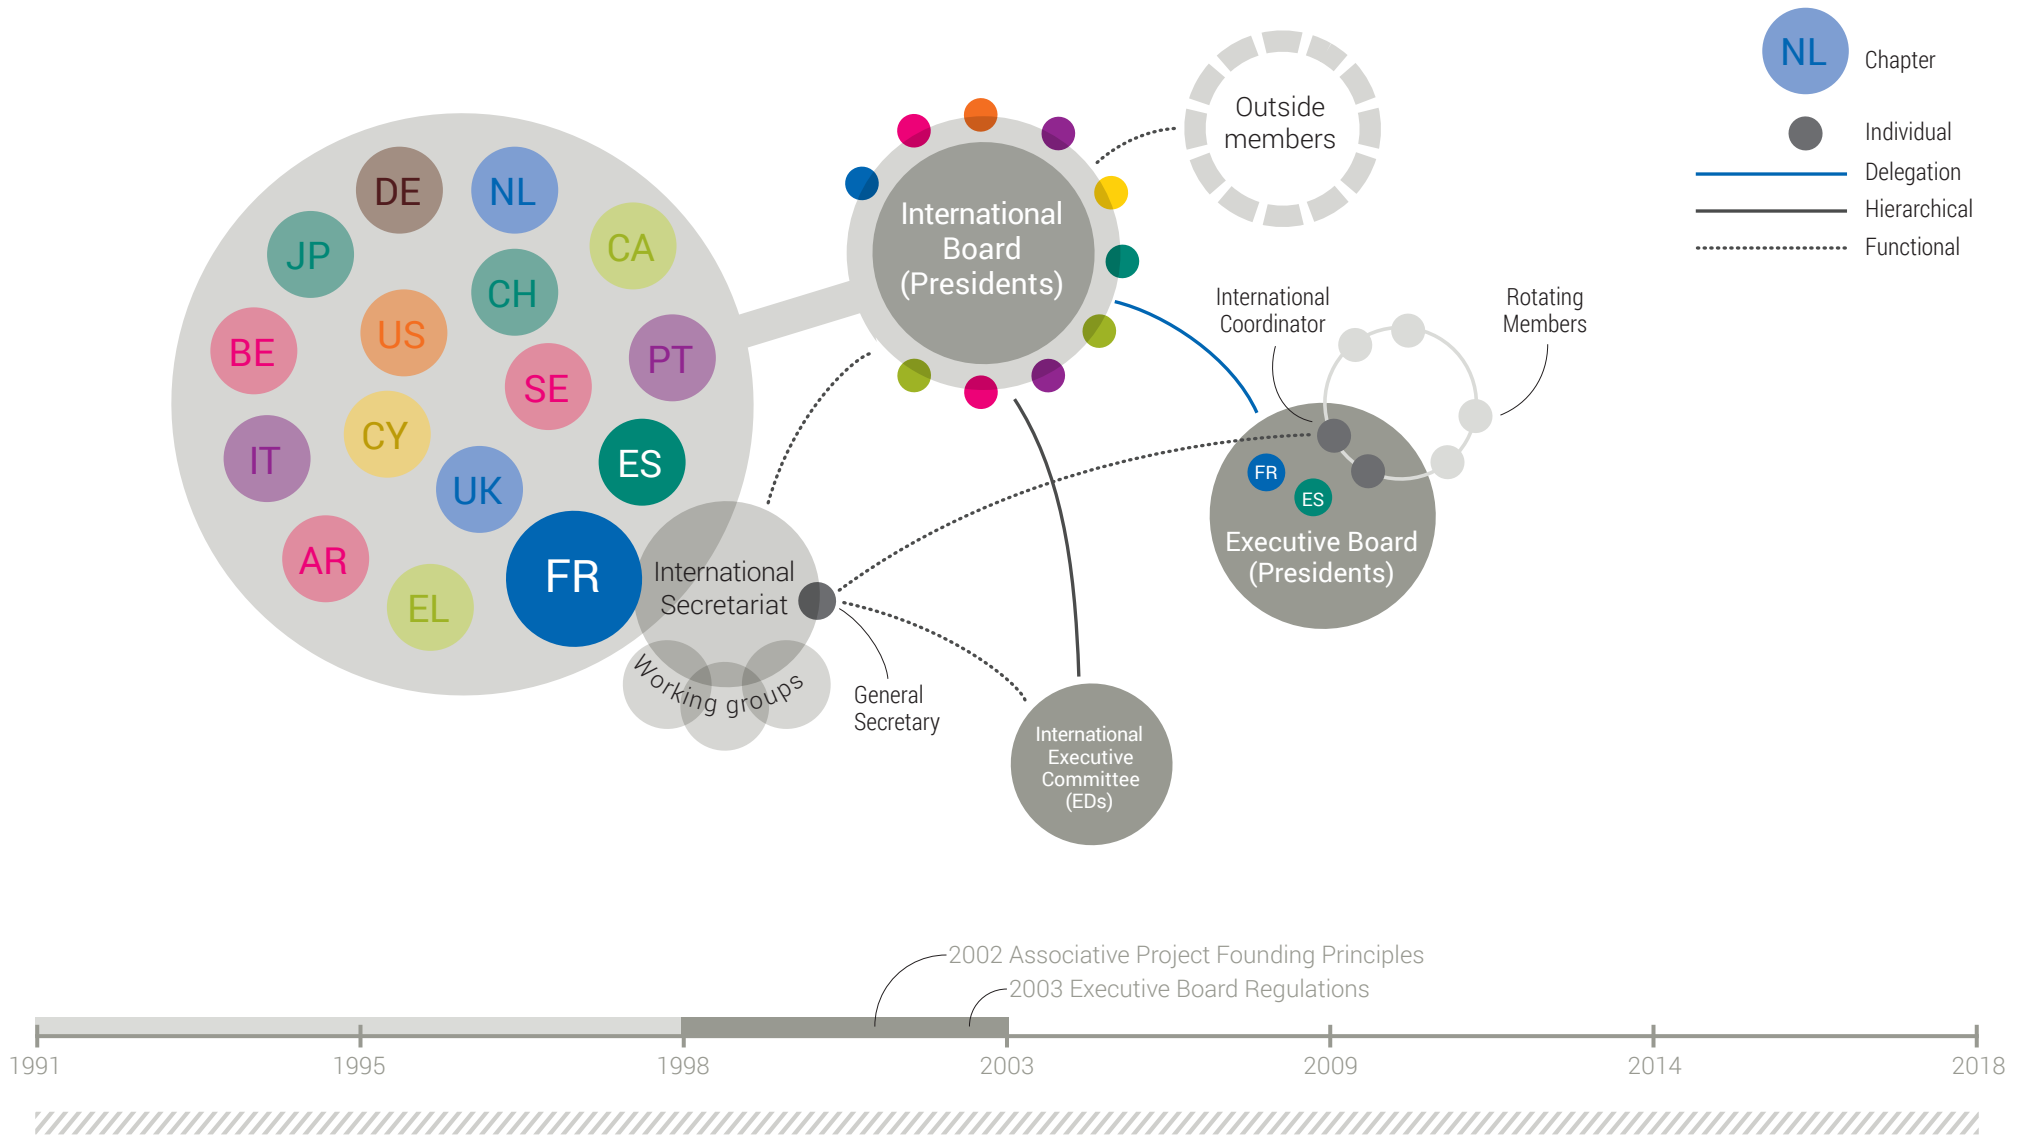 NL
Chapter
Individual
Delegation
Hierarchical
Functional
Outside
members
International
Board
(Presidents)
DE
NL
CA
JP
CH
US
BE
PT
SE
CY
IT
ES
UK
AR
FR
EL
International
Secretariat
Working groups
General
Secretary
International
Coordinator
Rotating
Members
FR
ES
Executive Board
(Presidents)
International
Executive
Committee
(EDs)
2002 Associative Project Founding Principles
2003 Executive Board Regulations
1991
1995
1998
2003
2009
2014
2018